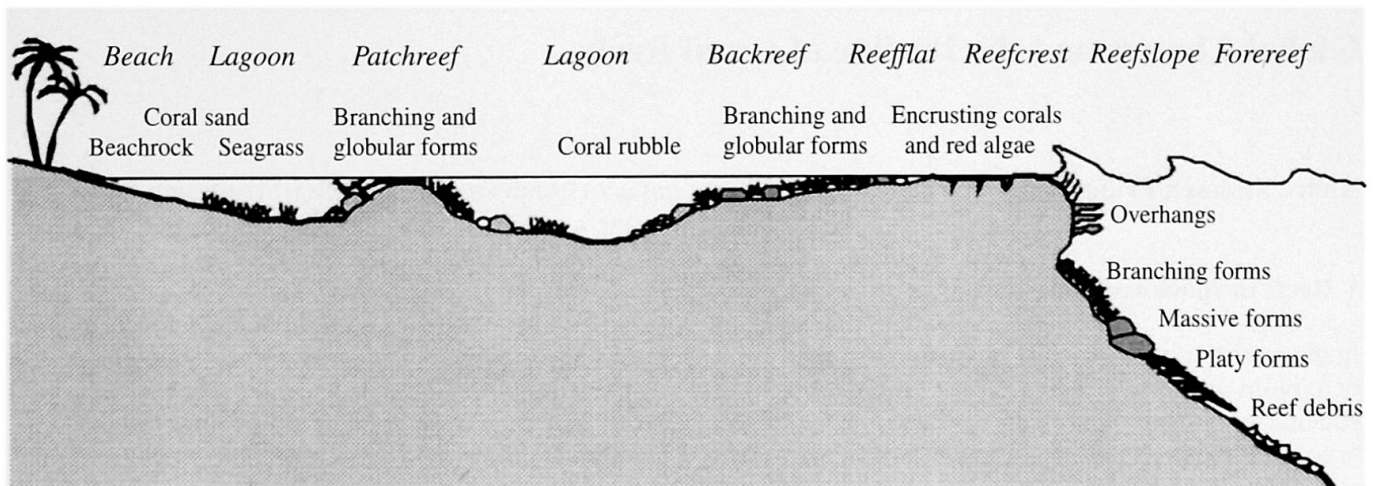 Beach Lagoon Patchreef Lagoon Backreef Reefflat Reefcrest Reefslope Forereef
Coral sand Branching and Branching and Encrusting corals
Beachrock Seagrass globular forms Coral rubble globular forms and red algae
Overhangs
Branching forms
Massive forms
Platy forms
Reef debris